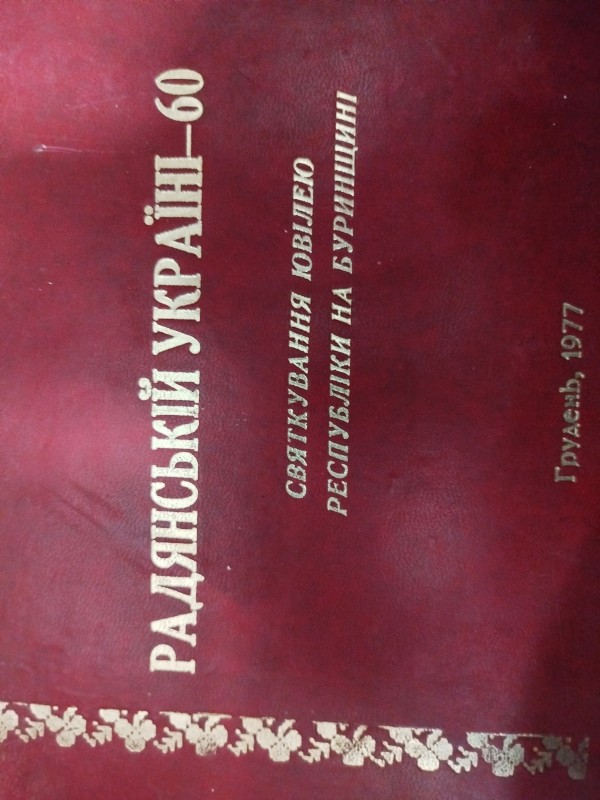 РАДЯНСЬКІЙ УКРАЇНІ—60
СВЯТКУВАННЯ ЮВІЛЕЮ
РЕСПУБЛІКИ НА БУРИНЩИНІ
Грудень, 1977